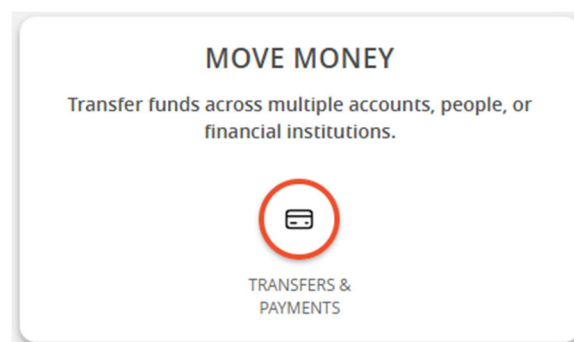 MOVE MONEY
Transfer funds across multiple accounts, people, or
financial institutions.
TRANSFERS &
PAYMENTS